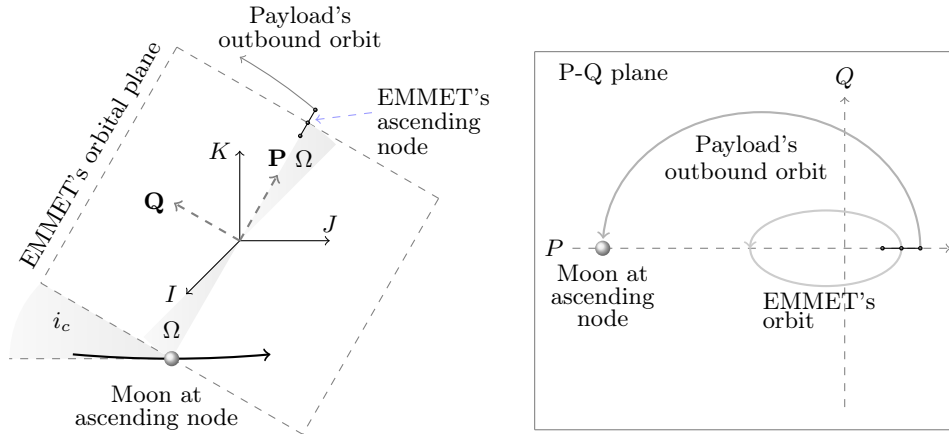 Payload's
outbound orbit
EMMET's orbital plane
EMMET's
ascending
node
K
P Ω
Q
J
I
i_c
Ω
Moon at
ascending node
P-Q plane
Q
Payload's
outbound orbit
P
Moon at
ascending
node
EMMET's
orbit